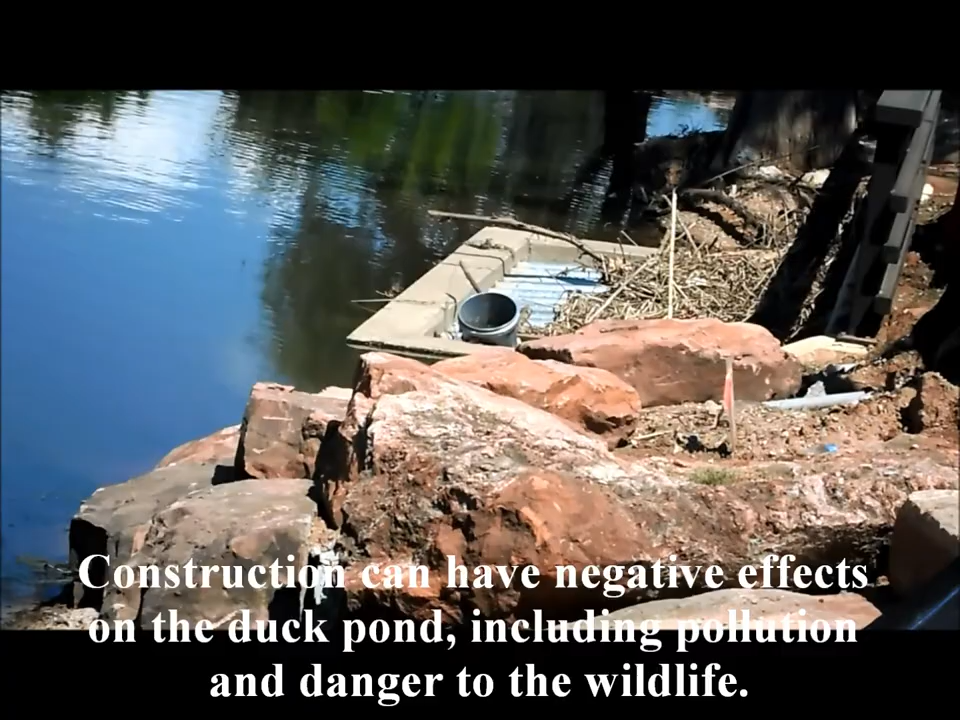 Construction can have negative effects
on the duck pond, including pollution
and danger to the wildlife.